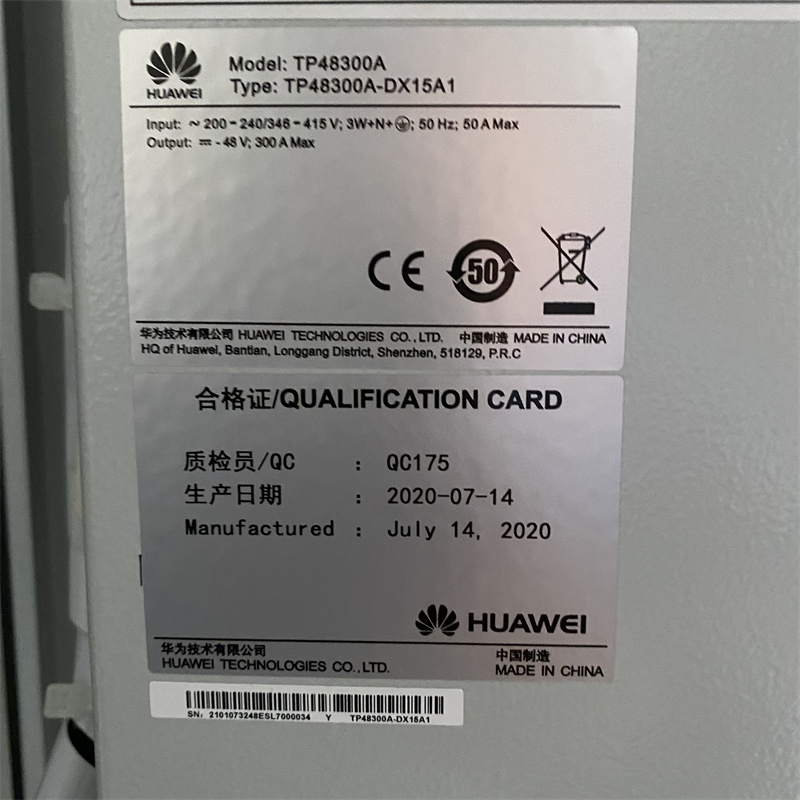 HUAWEI
Model: TP48300A
Type: TP48300A-DX15A1
Input: ~ 200-240/346-415 V; 3W+N+; 50 Hz; 50 A Max
Output: ⎓ -48 V; 300 A Max
CE 50
华为技术有限公司 HUAWEI TECHNOLOGIES CO., LTD. 中国制造 MADE IN CHINA
HQ of Huawei, Bantian, Longgang District, Shenzhen, 518129, P.R.C
合格证/QUALIFICATION CARD
质检员/QC : QC175
生产日期 : 2020-07-14
Manufactured : July 14, 2020
HUAWEI
华为技术有限公司 中国制造
HUAWEI TECHNOLOGIES CO., LTD. MADE IN CHINA
SN: 2101073248ESL7000034 Y TP48300A-DX15A1